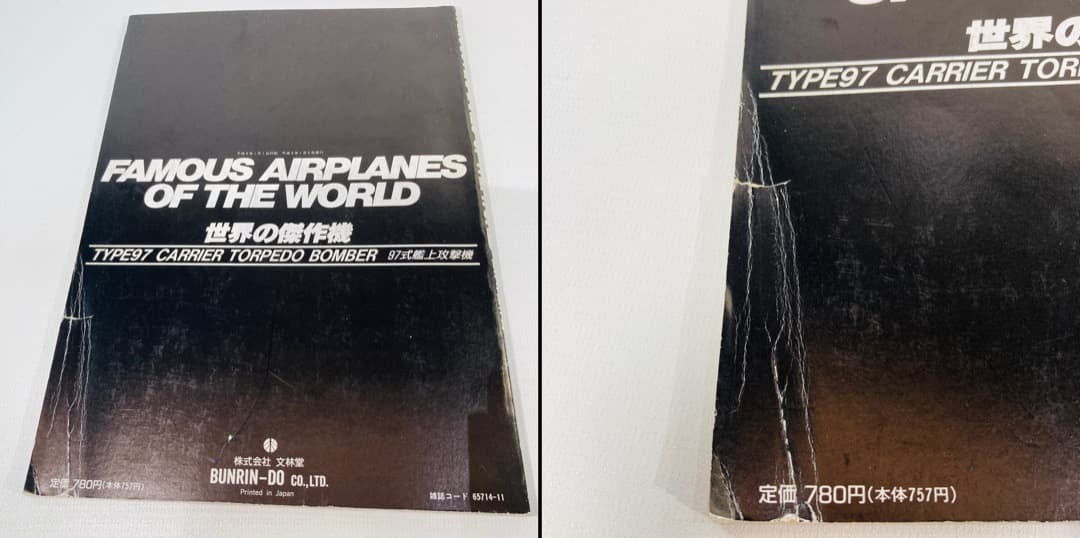 FAMOUS AIRPLANES
OF THE WORLD
世界の傑作機
TYPE97 CARRIER TORPEDO BOMBER 97式艦上攻撃機
株式会社 文林堂
BUNRIN-DO CO.,LTD.
Printed in Japan
定価 780円(本体757円)
雑誌コード 65714-11
世界の
TYPE97 CARRIER
定価 780円(本体757円)